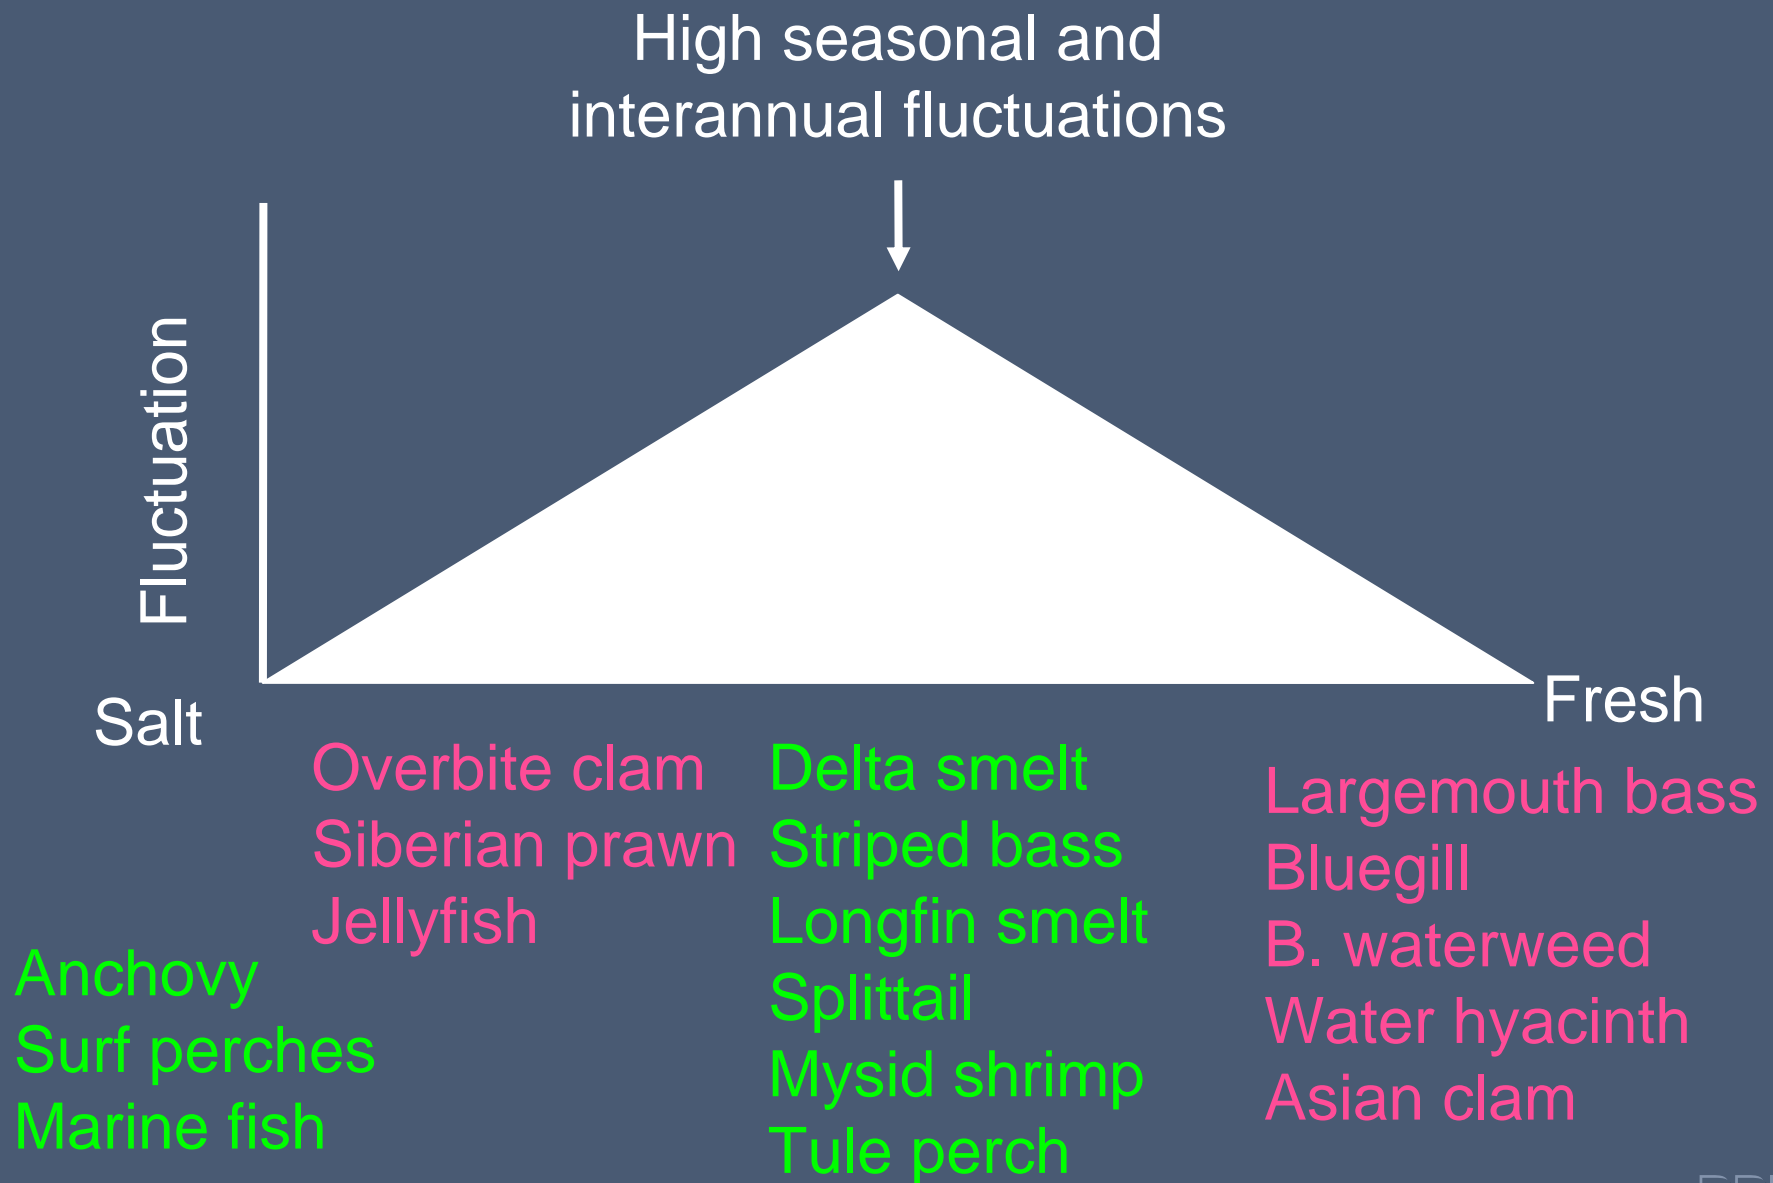 High seasonal and
interannual fluctuations
Fluctuation
Salt
Fresh
Overbite clam
Siberian prawn
Jellyfish
Anchovy
Surf perches
Marine fish
Delta smelt
Striped bass
Longfin smelt
Splittail
Mysid shrimp
Tule perch
Largemouth bass
Bluegill
B. waterweed
Water hyacinth
Asian clam